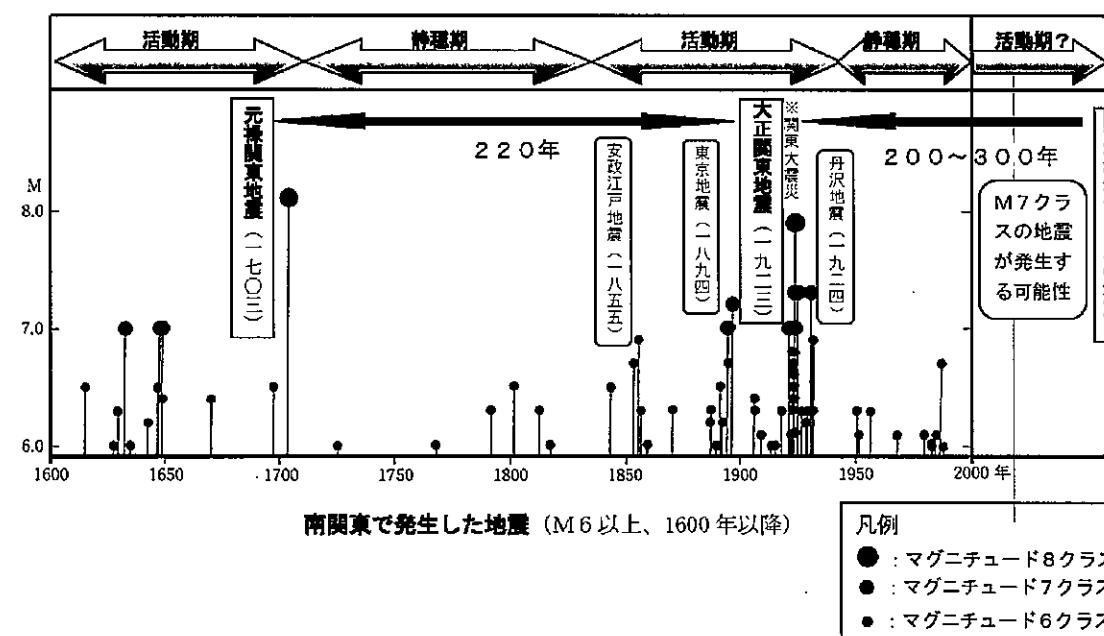 活動期
静穏期
活動期
静穏期
活動期?
元禄関東地震(一七〇三)
220年
安政江戸地震(一八五五)
東京地震(一八九四)
大正関東地震(一九二三)
※関東大震災
丹沢地震(一九二四)
200~300年
M7クラ
スの地震
が発生す
る可能性
M
8.0
7.0
6.0
1600
1650
1700
1750
1800
1850
1900
1950
2000 年
南関東で発生した地震(M6以上、1600 年以降)
凡例
●:マグニチュード8クラス
●:マグニチュード7クラス
●:マグニチュード6クラス